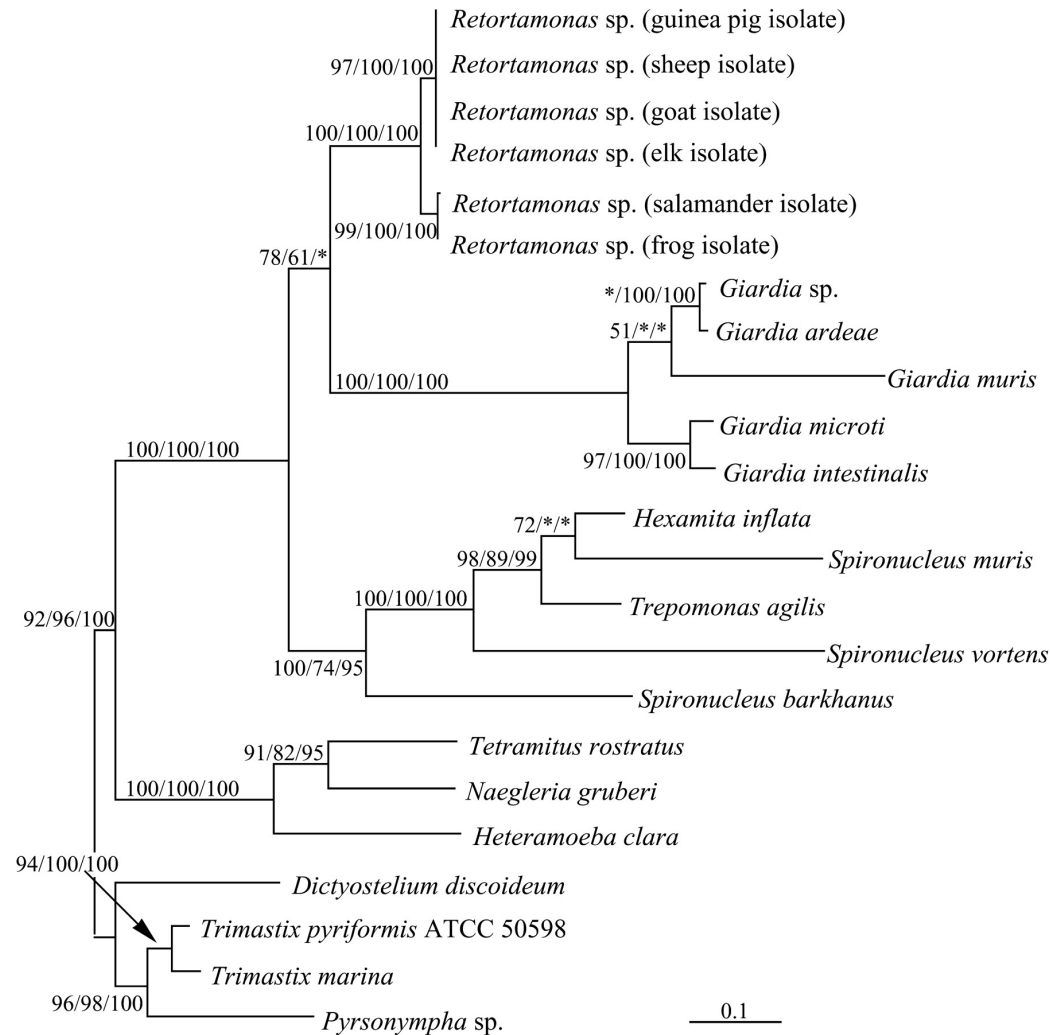 Retortamonas sp. (guinea pig isolate)
97/100/100
Retortamonas sp. (sheep isolate)
Retortamonas sp. (goat isolate)
100/100/100
Retortamonas sp. (elk isolate)
Retortamonas sp. (salamander isolate)
99/100/100
Retortamonas sp. (frog isolate)
78/61/*
Giardia sp.
*/100/100
51/*/*
Giardia ardeae
Giardia muris
100/100/100
Giardia microti
100/100/100
97/100/100
Giardia intestinalis
72/*/*
Hexamita inflata
98/89/99
Spironucleus muris
100/100/100
Trepomonas agilis
92/96/100
Spironucleus vortens
100/74/95
Spironucleus barkhanus
91/82/95
Tetramitus rostratus
100/100/100
Naegleria gruberi
Heteramoeba clara
94/100/100
Dictyostelium discoideum
Trimastix pyriformis ATCC 50598
Trimastix marina
96/98/100
Pyrsonympha sp.
0.1